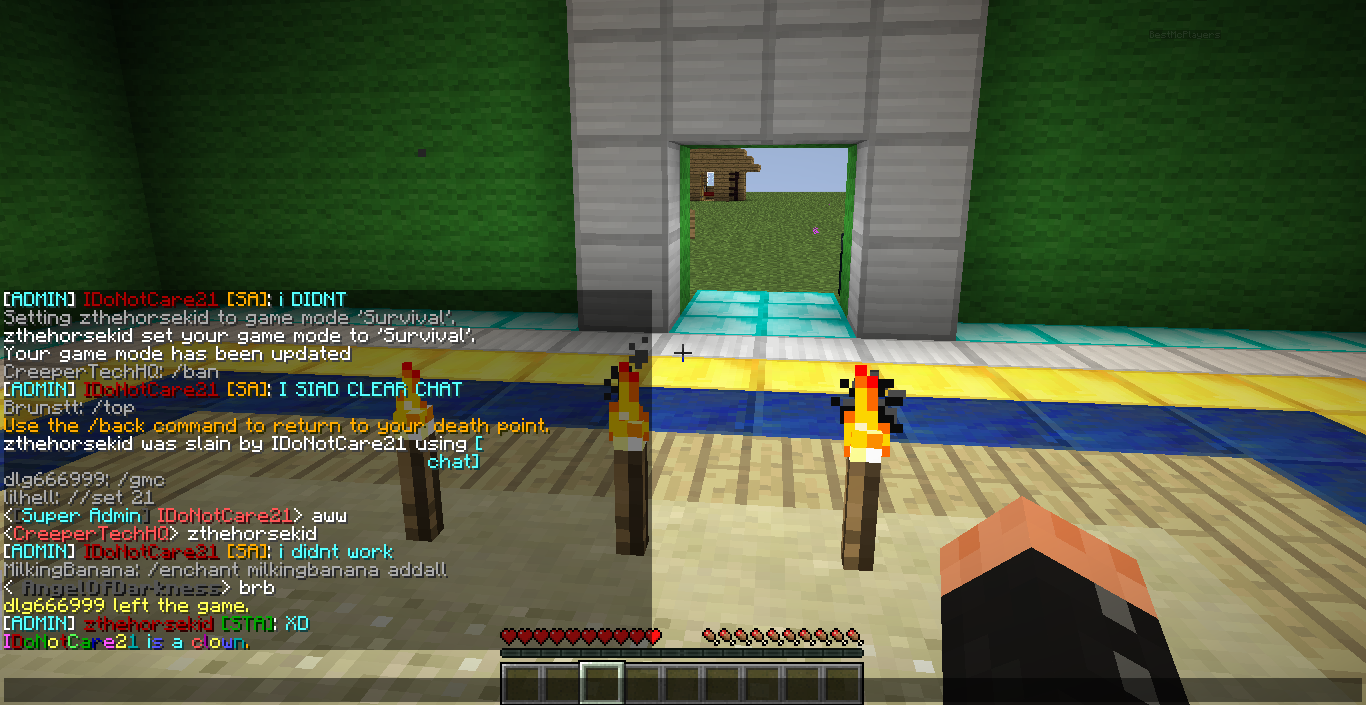 BestMcPlayers
[ADMIN] IDoNotCare21 [SA]: i DIDNT
Setting zthehorsekid to game mode 'Survival'.
zthehorsekid set your game mode to 'Survival'.
Your game mode has been updated
CreeperTechHQ: /ban
[ADMIN] IDoNotCare21 [SA]: I SIAD CLEAR CHAT
Brunstt: /top
Use the /back command to return to your death point.
zthehorsekid was slain by IDoNotCare21 using [
chat]
dlg666999: /gmc
lilhell: //set 21
<[Super Admin] IDoNotCare21> aww
<CreeperTechHQ> zthehorsekid
[ADMIN] IDoNotCare21 [SA]: i didnt work
MilkingBanana: /enchant milkingbanana addall
< AngelOfDarkness> brb
dlg666999 left the game.
[ADMIN] zthehorsekid [STA]: XD
IDoNotCare21 is a clown.